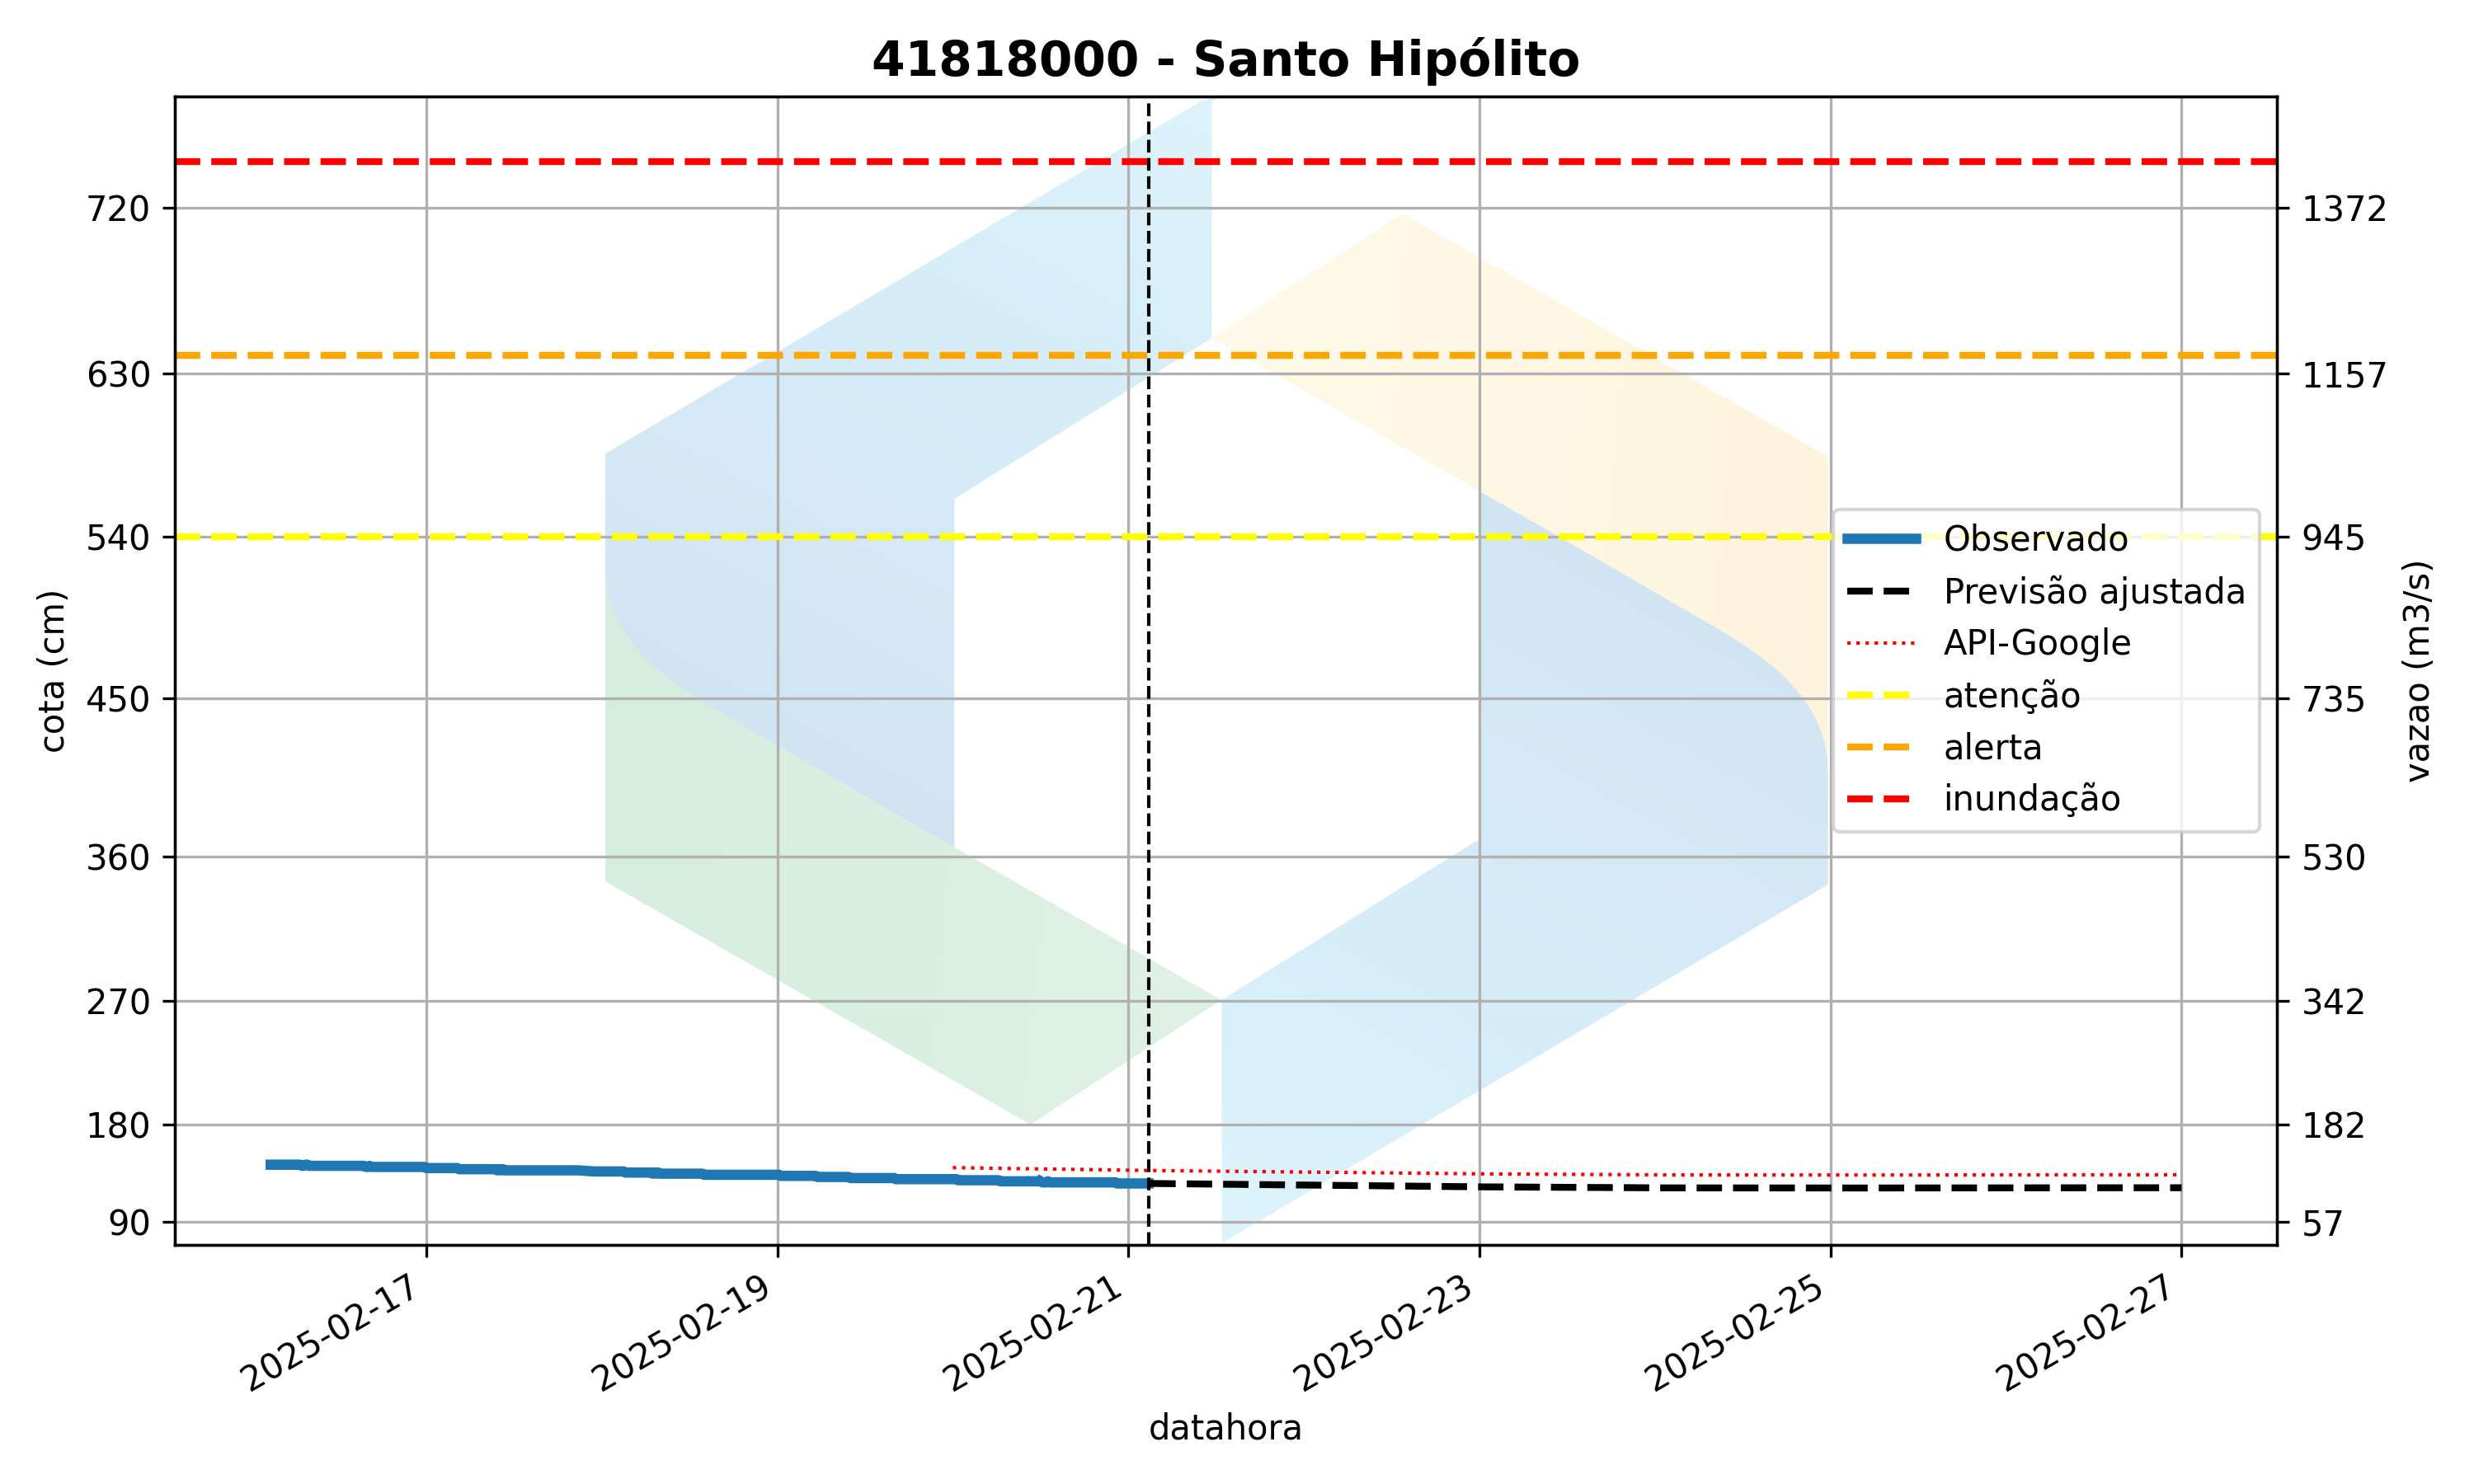 41818000 - Santo Hipólito
cota (cm)
720
630
540
450
360
270
180
90
1372
1157
945
735
530
342
182
57
vazao (m3/s)
Observado
Previsão ajustada
API-Google
atenção
alerta
inundação
2025-02-17
2025-02-19
2025-02-21
2025-02-23
2025-02-25
2025-02-27
datahora